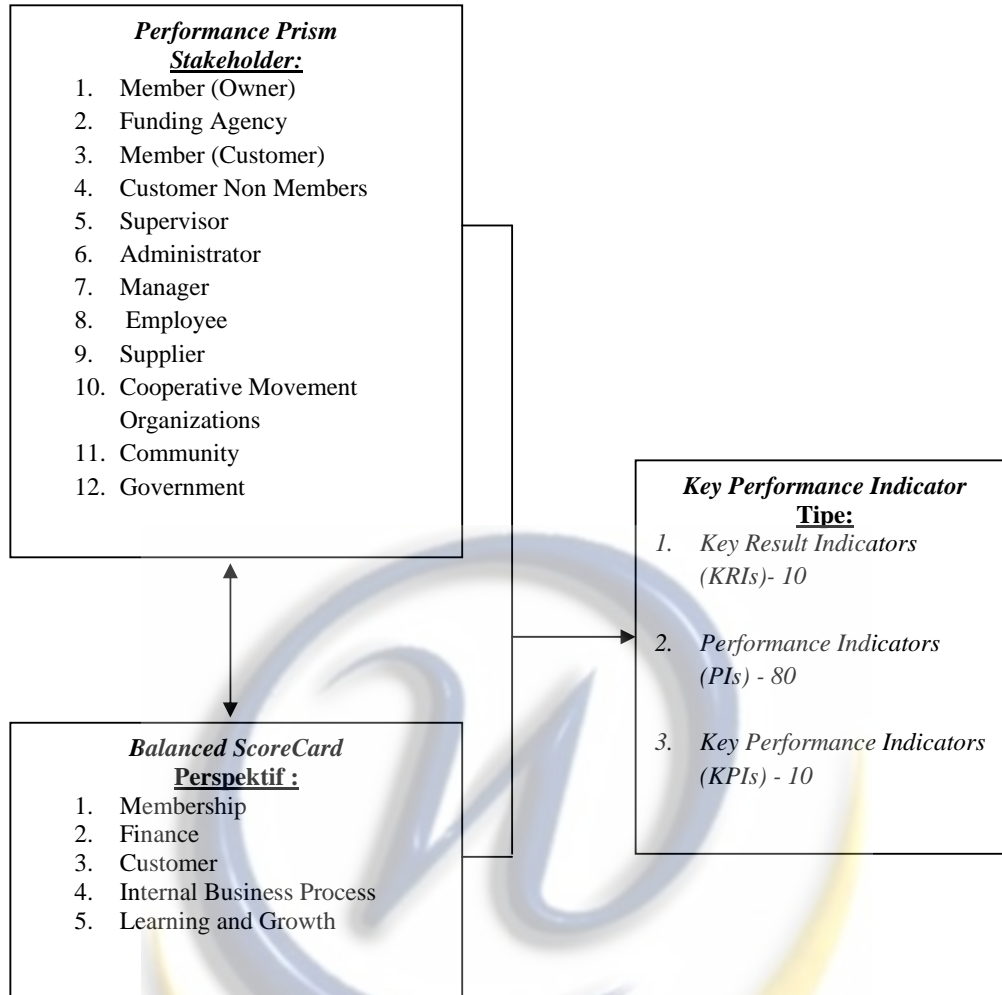 Performance Prism
Stakeholder:
1. Member (Owner)
2. Funding Agency
3. Member (Customer)
4. Customer Non Members
5. Supervisor
6. Administrator
7. Manager
8. Employee
9. Supplier
10. Cooperative Movement
Organizations
11. Community
12. Government
Key Performance Indicator
Tipe:
1. Key Result Indicators
(KRIs)- 10
2. Performance Indicators
(PIs) - 80
3. Key Performance Indicators
(KPIs) - 10
Balanced ScoreCard
Perspektif :
1. Membership
2. Finance
3. Customer
4. Internal Business Process
5. Learning and Growth